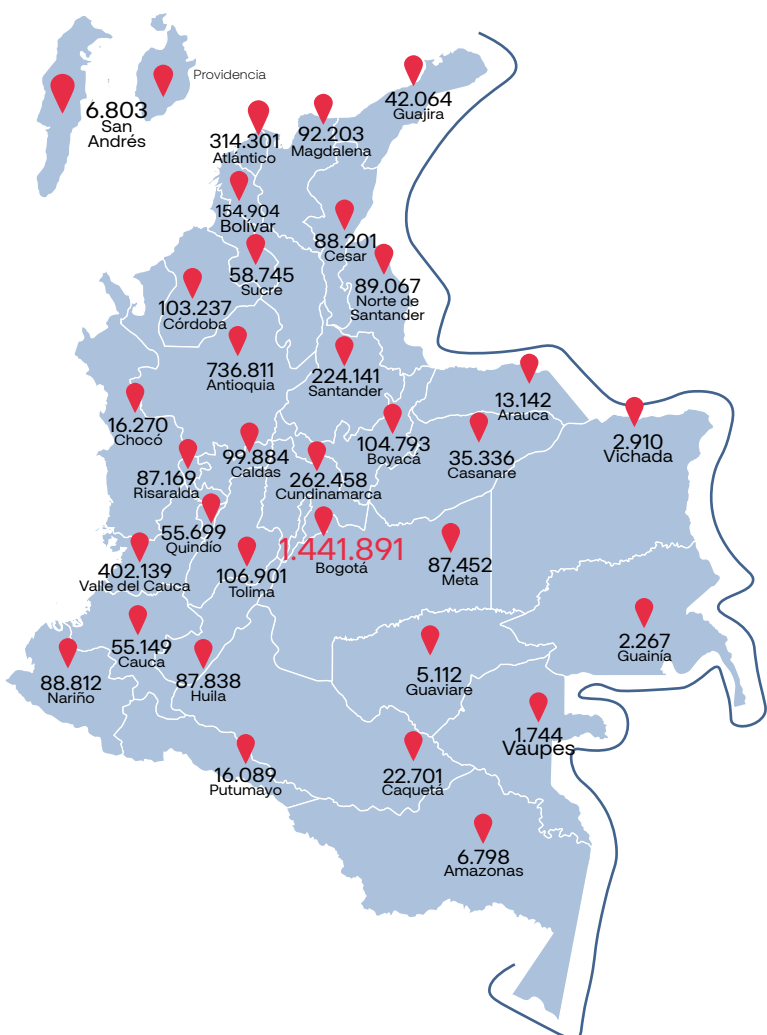 Providencia
6.803
San
Andrés
42.064
Guajira
314.301
Atlántico
92.203
Magdalena
154.904
Bolívar
88.201
Cesar
58.745
Sucre
89.067
Norte de
Santander
103.237
Córdoba
736.811
Antioquia
224.141
Santander
13.142
Arauca
16.270
Chocó
104.793
Boyacá
2.910
Vichada
99.884
Caldas
35.336
Casanare
87.169
Risaralda
262.458
Cundinamarca
55.699
Quindío
1.441.891
Bogotá
87.452
Meta
402.139
Valle del Cauca
106.901
Tolima
55.149
Cauca
2.267
Guainía
88.812
Nariño
87.838
Huila
5.112
Guaviare
1.744
Vaupés
16.089
Putumayo
22.701
Caquetá
6.798
Amazonas